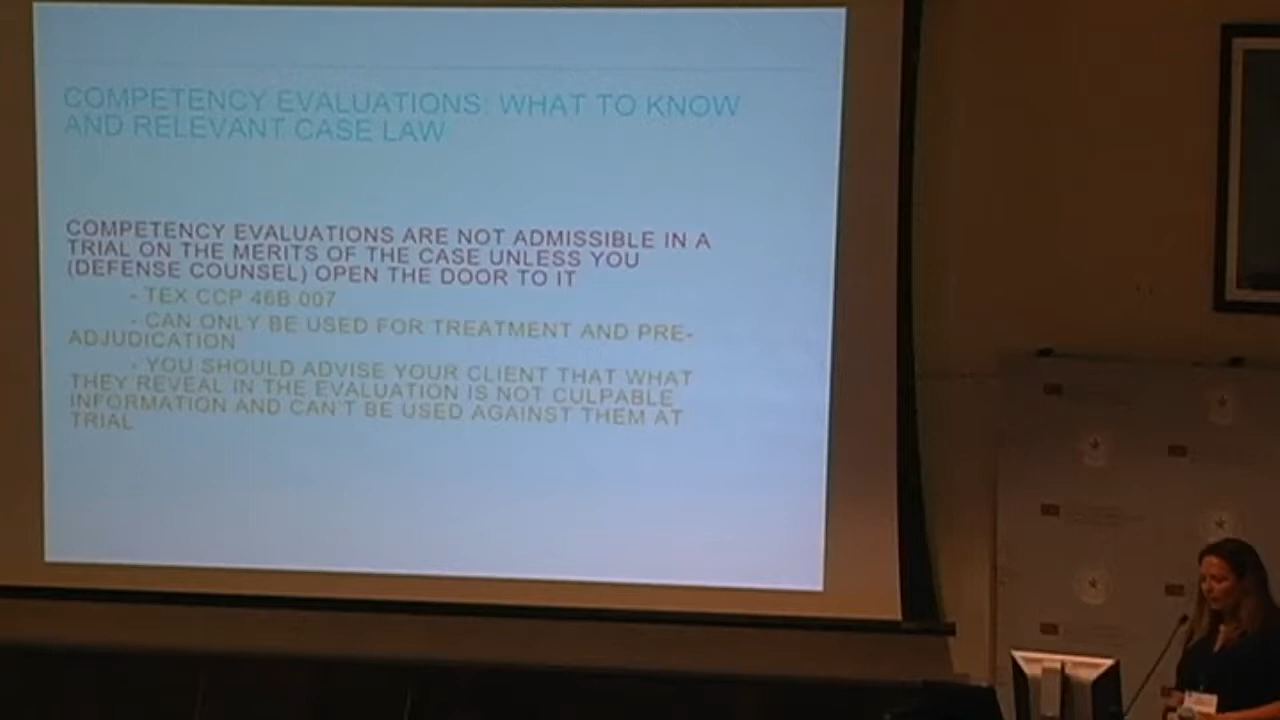 COMPETENCY EVALUATIONS: WHAT TO KNOW
AND RELEVANT CASE LAW
COMPETENCY EVALUATIONS ARE NOT ADMISSIBLE IN A
TRIAL ON THE MERITS OF THE CASE UNLESS YOU
(DEFENSE COUNSEL) OPEN THE DOOR TO IT
- TEX CCP 46B.007
- CAN ONLY BE USED FOR TREATMENT AND PRE-
ADJUDICATION
- YOU SHOULD ADVISE YOUR CLIENT THAT WHAT
THEY REVEAL IN THE EVALUATION IS NOT CULPABLE
INFORMATION AND CAN'T BE USED AGAINST THEM AT
TRIAL